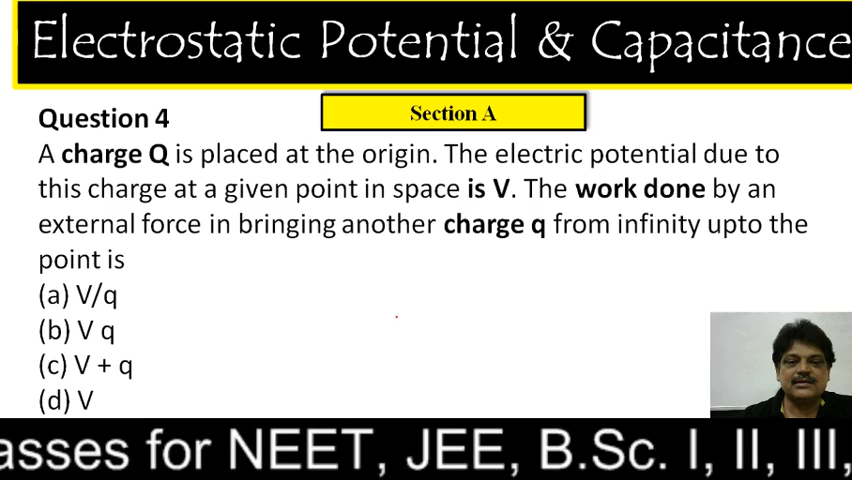 Electrostatic Potential & Capacitance
Section A
Question 4
A charge Q is placed at the origin. The electric potential due to
this charge at a given point in space is V. The work done by an
external force in bringing another charge q from infinity upto the
point is
(a) V/q
(b) V q
(c) V + q
(d) V
asses for NEET, JEE, B.Sc. I, II, III,